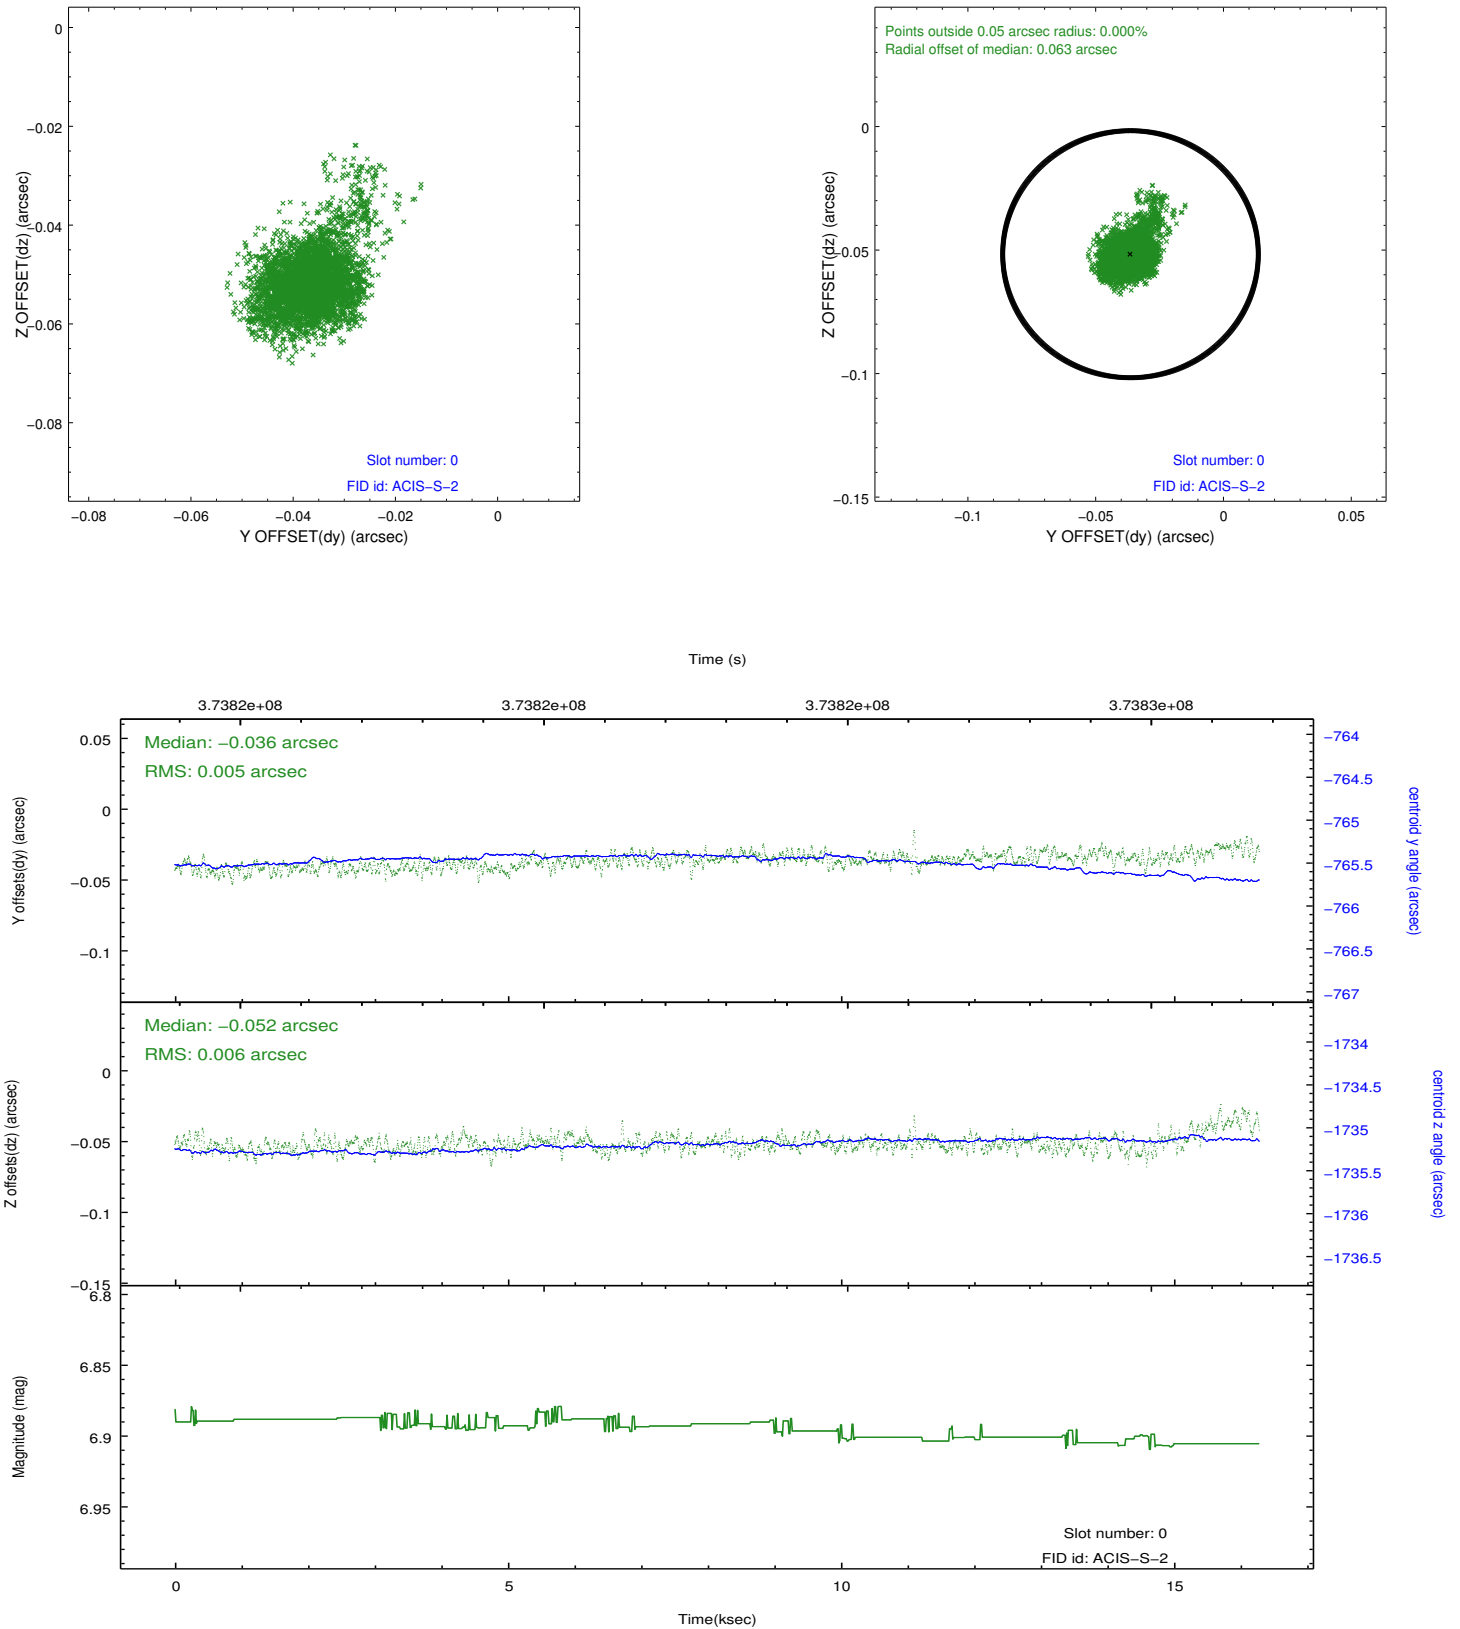 0
−0.02
−0.04
−0.06
−0.08
Z OFFSET(dz) (arcsec)
Slot number: 0
FID id: ACIS−S−2
−0.08
−0.06
−0.04
−0.02
0
Y OFFSET(dy) (arcsec)
Points outside 0.05 arcsec radius: 0.000%
Radial offset of median: 0.063 arcsec
0
−0.05
−0.1
−0.15
Z OFFSET(dz) (arcsec)
Slot number: 0
FID id: ACIS−S−2
−0.1
−0.05
0
0.05
Y OFFSET(dy) (arcsec)
Time (s)
3.7382e+08
3.7382e+08
3.7382e+08
3.7383e+08
Median: −0.036 arcsec
RMS: 0.005 arcsec
0.05
0
−0.05
−0.1
Y offsets(dy) (arcsec)
−764
−764.5
−765
−765.5
−766
−766.5
−767
centroid y angle (arcsec)
Median: −0.052 arcsec
RMS: 0.006 arcsec
0
−0.05
−0.1
−0.15
Z offsets(dz) (arcsec)
−1734
−1734.5
−1735
−1735.5
−1736
−1736.5
centroid z angle (arcsec)
6.8
6.85
6.9
6.95
Magnitude (mag)
Slot number: 0
FID id: ACIS−S−2
0
5
10
15
Time(ksec)